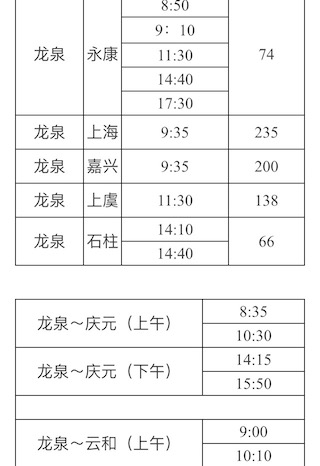 8:50
9：10
龙泉 永康 11:30 74
14:40
17:30
龙泉 上海 9:35 235
龙泉 嘉兴 9:35 200
龙泉 上虞 11:30 138
龙泉 石柱 14:10 66
14:40
龙泉～庆元（上午） 8:35
10:30
龙泉～庆元（下午） 14:15
15:50
龙泉～云和（上午） 9:00
10:10